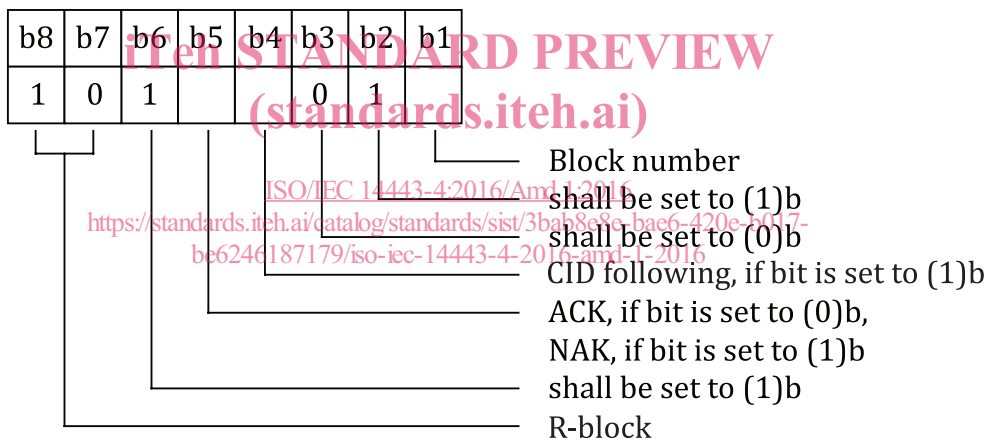 b8 b7 b6 b5 b4 b3 b2 b1
iTeh STANDARD PREVIEW
1 0 1 0 1
(standards.iteh.ai)
Block number
ISO/IEC 14443-4:2016/Amd 1:2016
shall be set to (1)b
https://standards.iteh.ai/catalog/standards/sist/3bab8e8e-bae6-420e-b017-
shall be set to (0)b
be6246187179/iso-iec-14443-4-2016-amd-1-2016
CID following, if bit is set to (1)b
ACK, if bit is set to (0)b,
NAK, if bit is set to (1)b
shall be set to (1)b
R-block